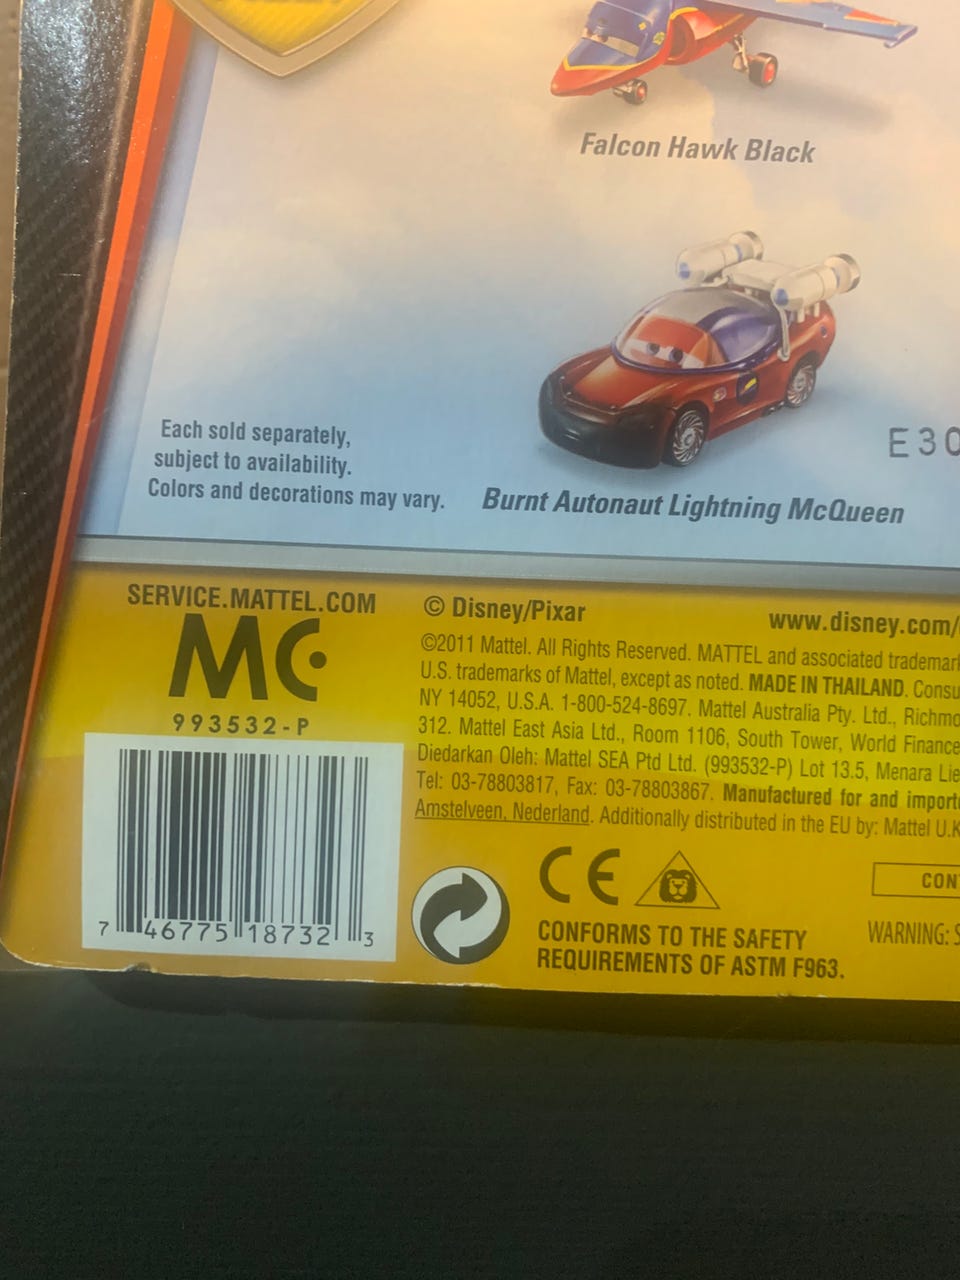 Falcon Hawk Black
E30
Each sold separately,
subject to availability.
Colors and decorations may vary.
Burnt Autonaut Lightning McQueen
SERVICE.MATTEL.COM
MC
993532-P
7 46775 18732 3
© Disney/Pixar
www.disney.com/
©2011 Mattel. All Rights Reserved. MATTEL and associated trademar
U.S. trademarks of Mattel, except as noted. MADE IN THAILAND. Consu
NY 14052, U.S.A. 1-800-524-8697. Mattel Australia Pty. Ltd., Richmo
312. Mattel East Asia Ltd., Room 1106, South Tower, World Finance
Diedarkan Oleh: Mattel SEA Ptd Ltd. (993532-P) Lot 13.5, Menara Lie
Tel: 03-78803817, Fax: 03-78803867. Manufactured for and importe
Amstelveen, Nederland. Additionally distributed in the EU by: Mattel U.K
CE
CONFORMS TO THE SAFETY
REQUIREMENTS OF ASTM F963.
CON
WARNING: S